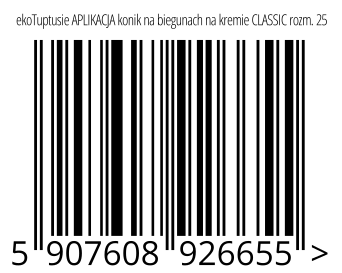 ekoTuptusie APLIKACJA konik na biegunach na kremie CLASSIC rozm. 25
5 907608 926655 >